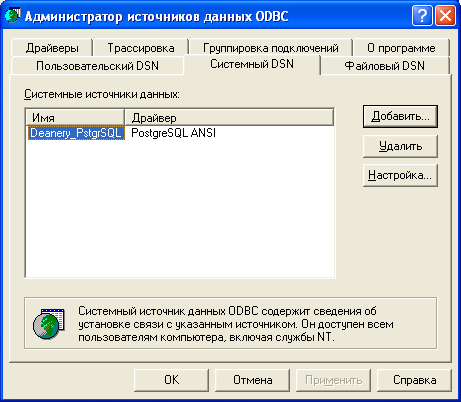 Администратор источников данных ODBC
Драйверы Трассировка Группировка подключений О программе
Пользовательский DSN Системный DSN Файловый DSN
Системные источники данных:
Имя Драйвер
Deanery_PstgrSQL PostgreSQL ANSI
Добавить...
Удалить
Настройка...
Системный источник данных ODBC содержит сведения об
установке связи с указанным источником. Он доступен всем
пользователям компьютера, включая службы NT.
OK Отмена Применить Справка